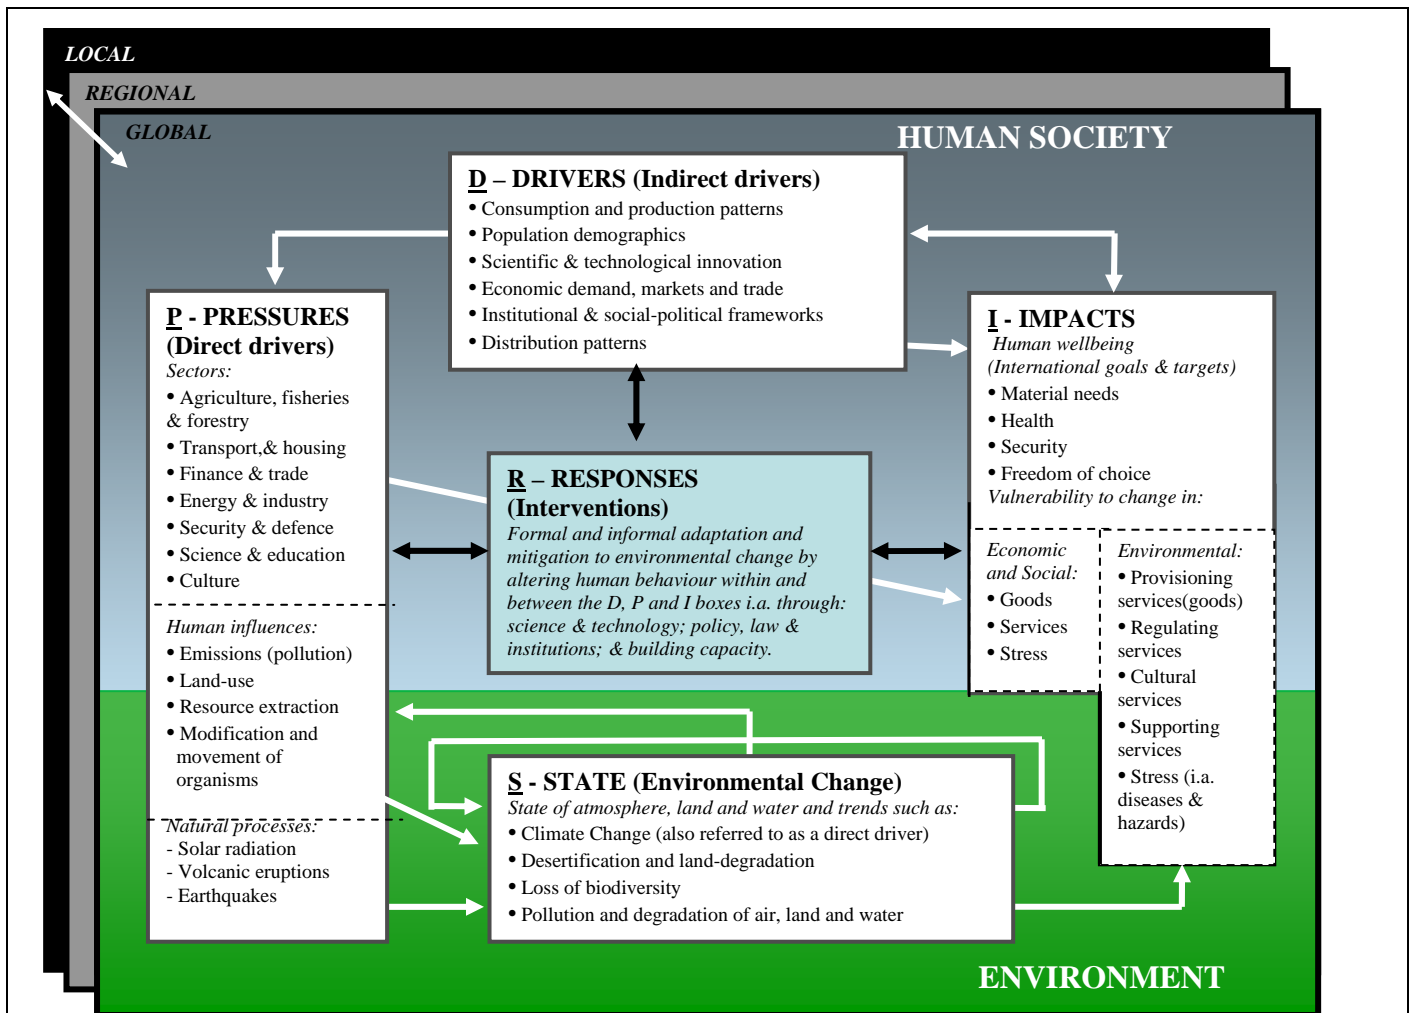 LOCAL
REGIONAL
GLOBAL
HUMAN SOCIETY
D – DRIVERS (Indirect drivers)
• Consumption and production patterns
• Population demographics
• Scientific & technological innovation
• Economic demand, markets and trade
• Institutional & social-political frameworks
• Distribution patterns
P - PRESSURES
(Direct drivers)
Sectors:
• Agriculture, fisheries
& forestry
• Transport,& housing
• Finance & trade
• Energy & industry
• Security & defence
• Science & education
• Culture
Human influences:
• Emissions (pollution)
• Land-use
• Resource extraction
• Modification and
movement of
organisms
Natural processes:
- Solar radiation
- Volcanic eruptions
- Earthquakes
R – RESPONSES
(Interventions)
Formal and informal adaptation and
mitigation to environmental change by
altering human behaviour within and
between the D, P and I boxes i.a. through:
science & technology; policy, law &
institutions; & building capacity.
I - IMPACTS
Human wellbeing
(International goals & targets)
• Material needs
• Health
• Security
• Freedom of choice
Vulnerability to change in:
Economic
and Social:
• Goods
• Services
• Stress
Environmental:
• Provisioning
services(goods)
• Regulating
services
• Cultural
services
• Supporting
services
• Stress (i.a.
diseases &
hazards)
S - STATE (Environmental Change)
State of atmosphere, land and water and trends such as:
• Climate Change (also referred to as a direct driver)
• Desertification and land-degradation
• Loss of biodiversity
• Pollution and degradation of air, land and water
ENVIRONMENT